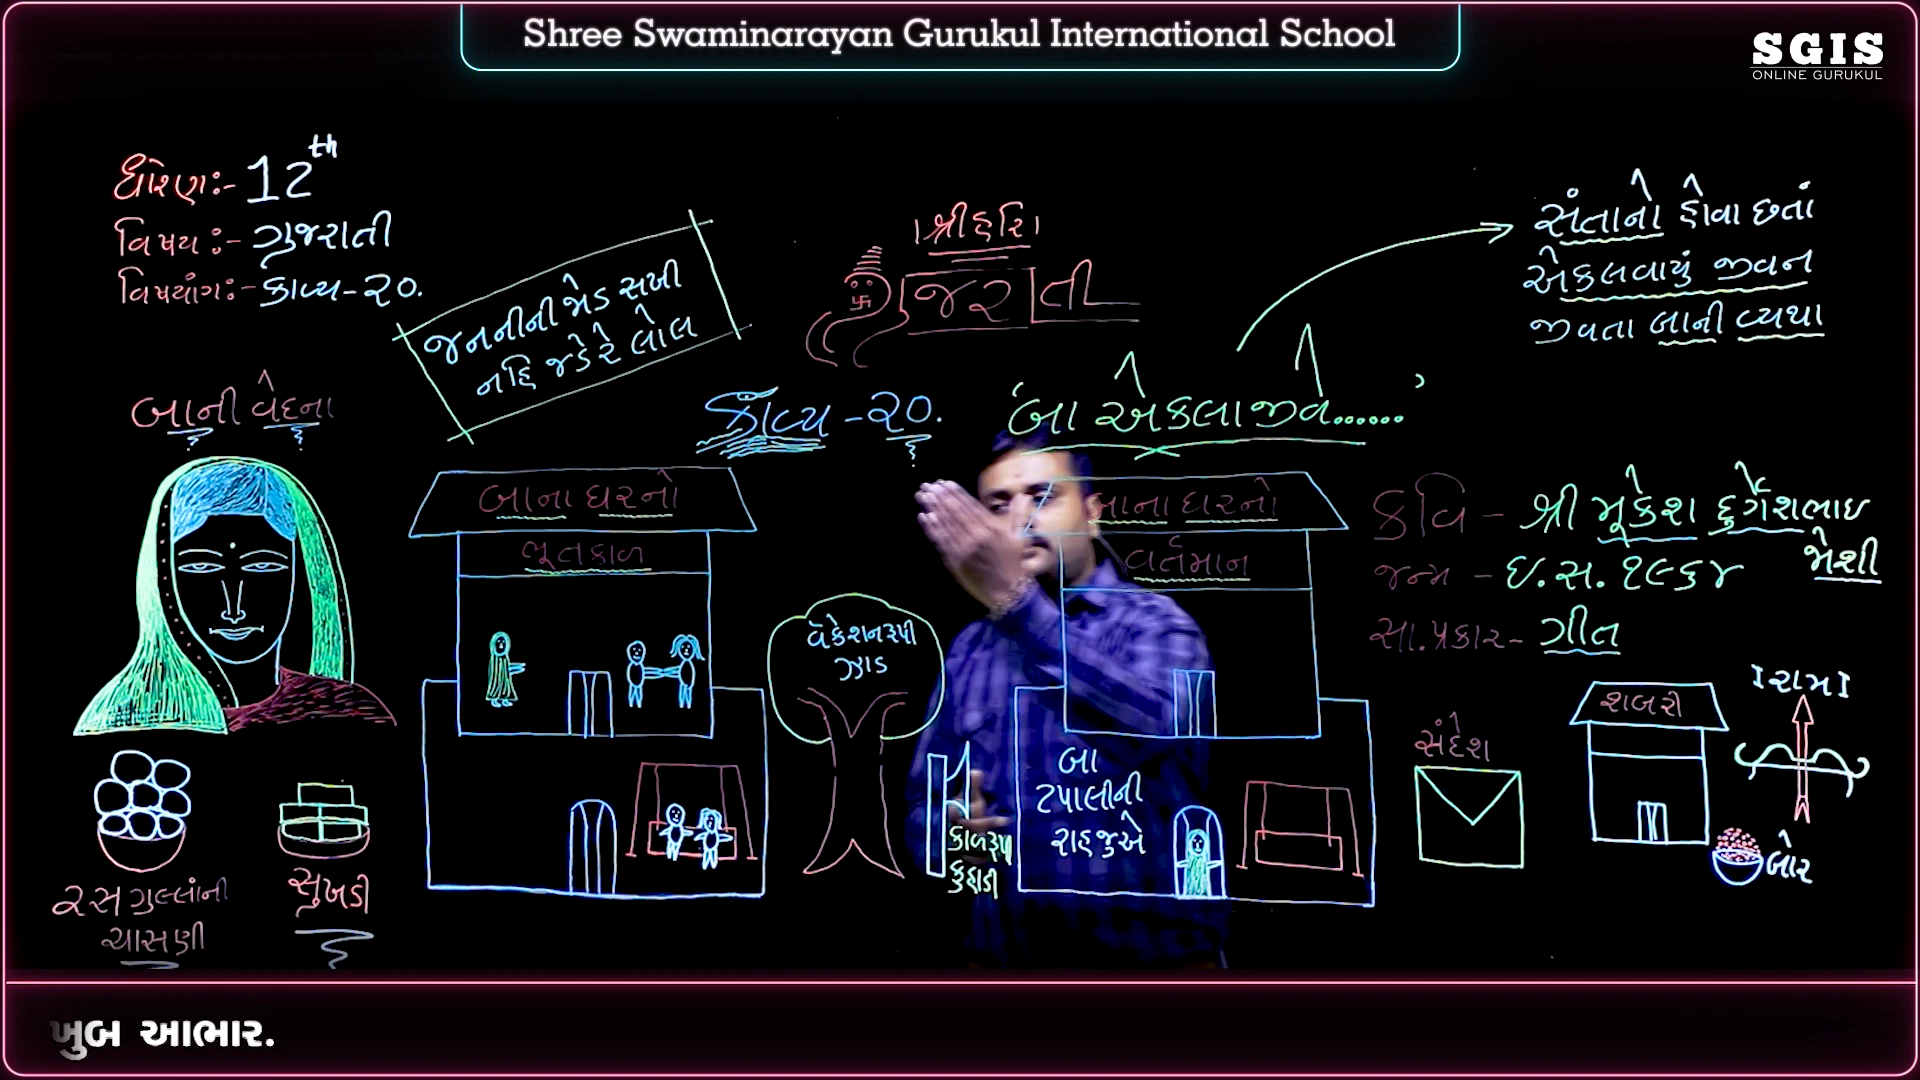 Shree Swaminarayan Gurukul International School
SGIS
ONLINE GURUKUL
ધોરણઃ- 12th
વિષયઃ- ગુજરાતી
વિષયાંગઃ- કાવ્ય-૨૦.
જનનીની જોડ સખી
નહિ જડે રે લોલ
।શ્રીહરિ।
સંતાનો હોવા છતાં
એકલવાયું જીવન
જીવતા બાની વ્યથા
બાની વેદના
કાવ્ય-૨૦. 'બા એકલા જીવે......'
બાના ઘરનો
ભૂતકાળ
બાના ઘરનો
વર્તમાન
કવિ - શ્રી મૂકેશ દુર્ગેશભાઇ
જોશી
જન્મ - ઇ.સ. ૧૯૬૪
સા.પ્રકાર- ગીત
વૅકેશનરૂપી
ઝાડ
કાળરૂપી
કુહાડી
બા
ટપાલીની
રાહ જુએ
સંદેશ
શબરી
।રામ।
બોર
રસગુલ્લાંની
ચાસણી
સુખડી
ખુબ આભાર.